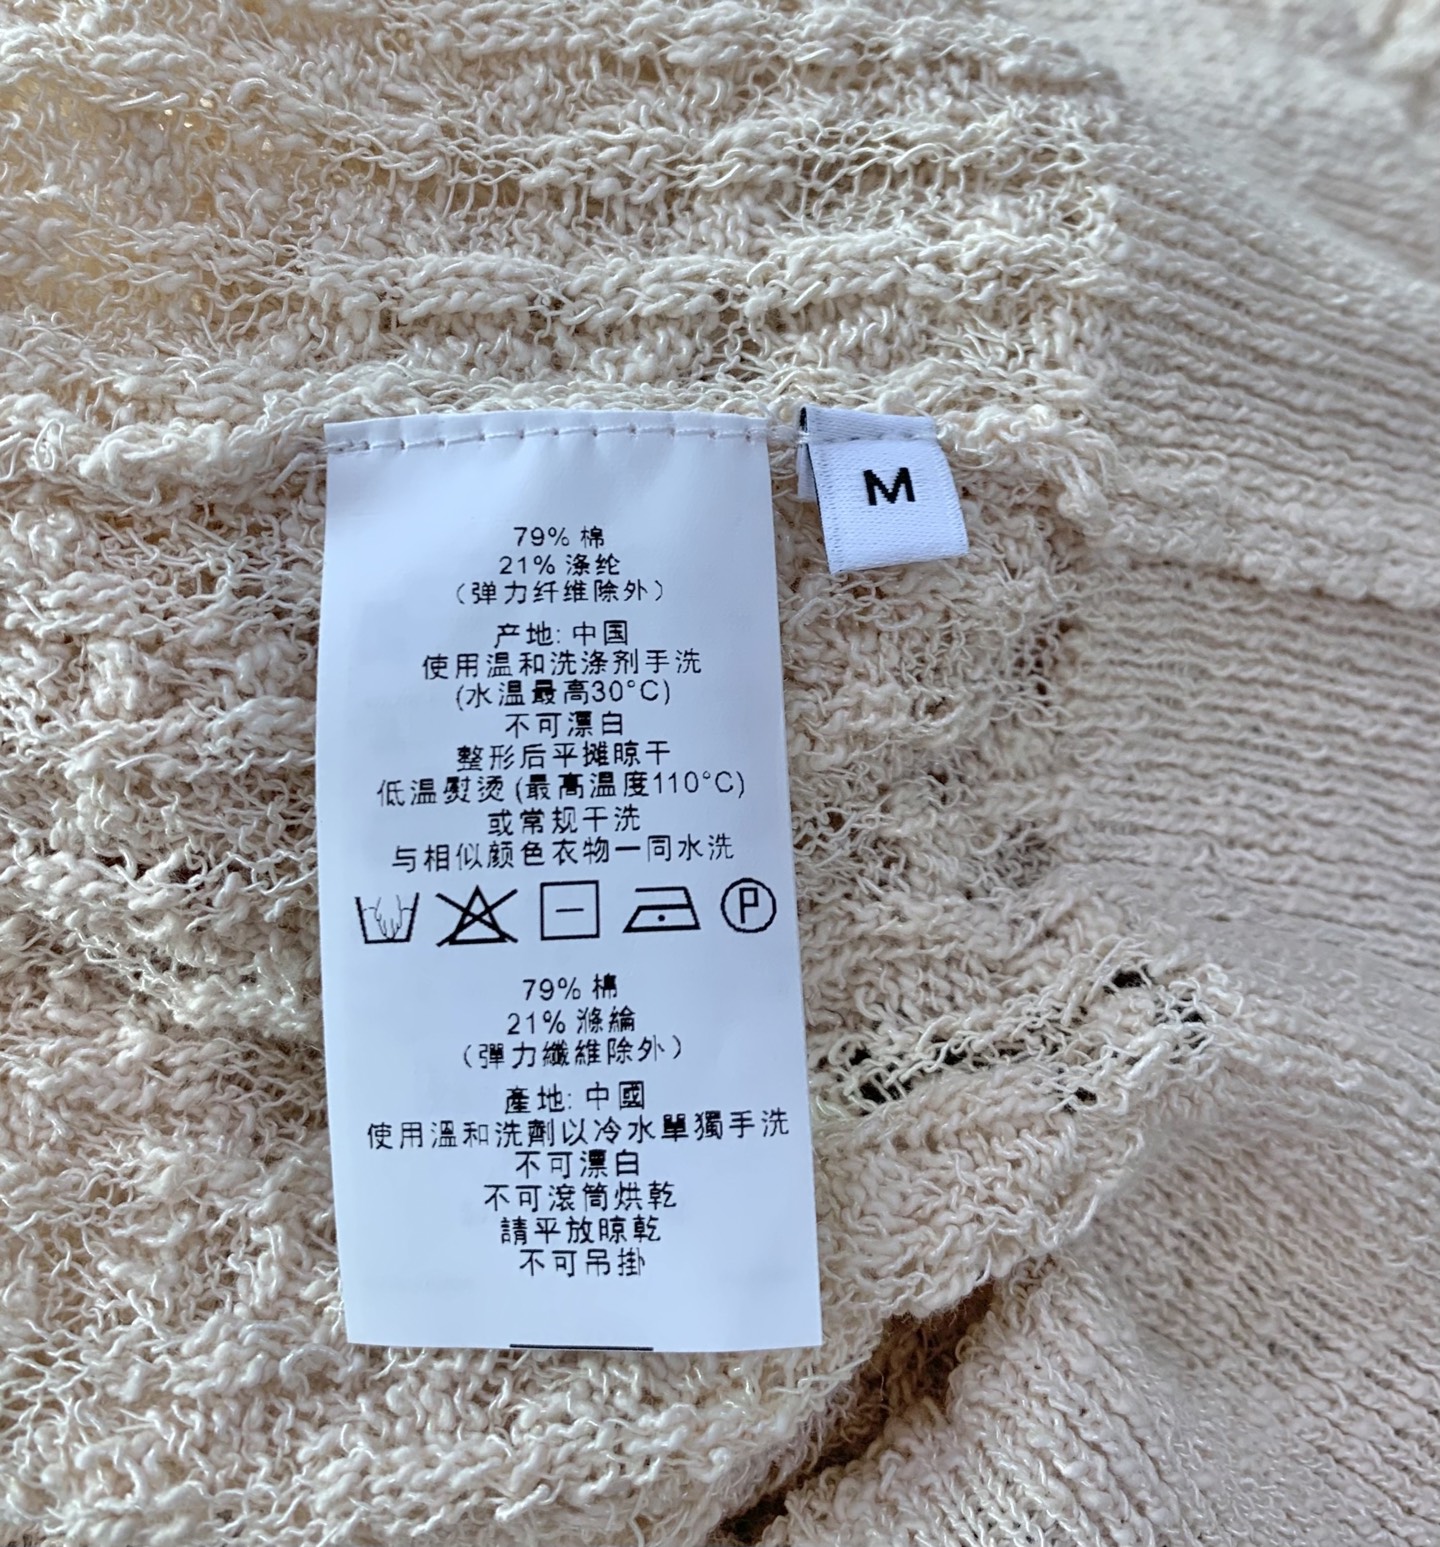 M
79% 棉
21% 涤纶
（弹力纤维除外）
产地: 中国
使用温和洗涤剂手洗
(水温最高30°C)
不可漂白
整形后平摊晾干
低温熨烫 (最高温度110°C)
或常规干洗
与相似颜色衣物一同水洗
P
79% 棉
21% 滌綸
（彈力纖維除外）
產地: 中國
使用溫和洗劑以冷水單獨手洗
不可漂白
不可滾筒烘乾
請平放晾乾
不可吊掛